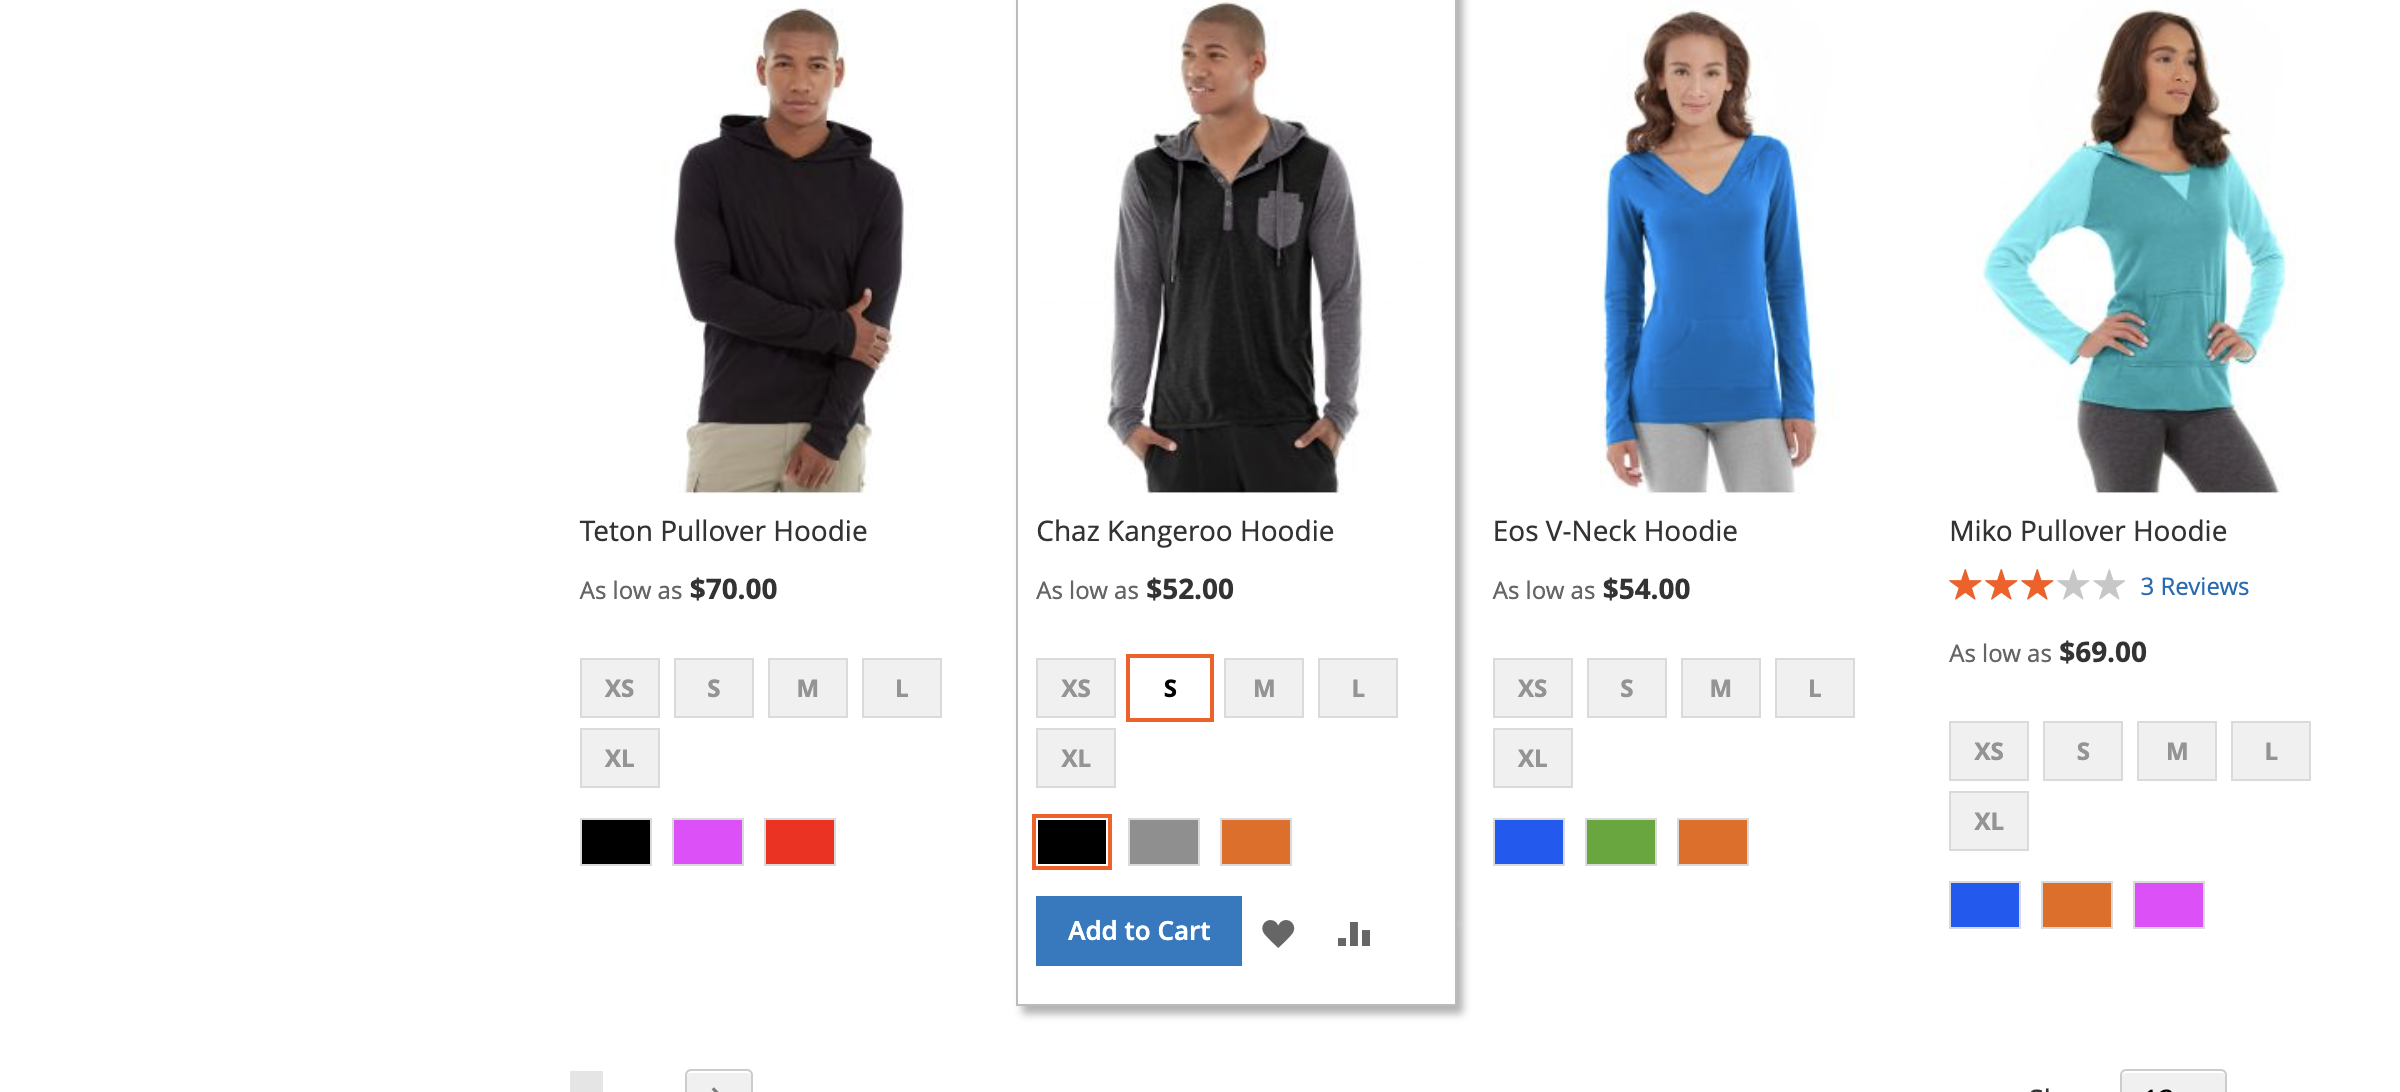 Teton Pullover Hoodie
As low as $70.00
XS S M L
XL
Chaz Kangeroo Hoodie
As low as $52.00
XS S M L
XL
Add to Cart
Eos V-Neck Hoodie
As low as $54.00
XS S M L
XL
Miko Pullover Hoodie
3 Reviews
As low as $69.00
XS S M L
XL